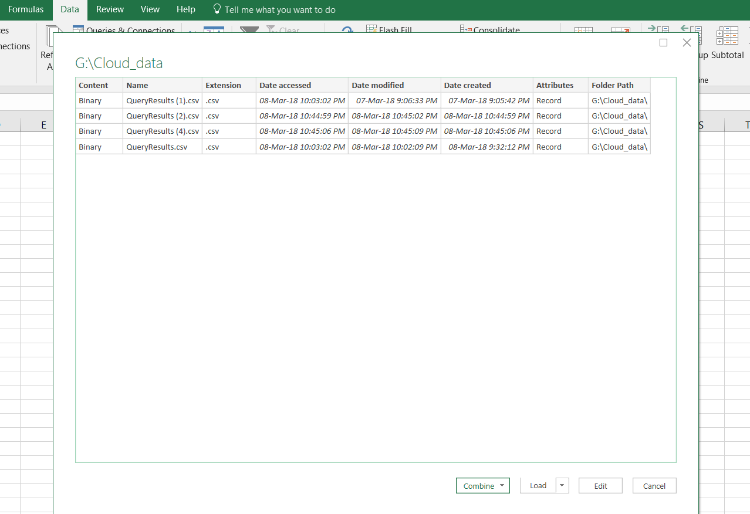 Formulas Data Review View Help Tell me what you want to do
Queries & Connections Clear Flash Fill Consolidate
Subtotal
G:\Cloud_data
Content Name Extension Date accessed Date modified Date created Attributes Folder Path
Binary QueryResults (1).csv .csv 08-Mar-18 10:03:02 PM 07-Mar-18 9:06:33 PM 07-Mar-18 9:05:42 PM Record G:\Cloud_data\
Binary QueryResults (2).csv .csv 08-Mar-18 10:44:59 PM 08-Mar-18 10:45:02 PM 08-Mar-18 10:44:59 PM Record G:\Cloud_data\
Binary QueryResults (4).csv .csv 08-Mar-18 10:45:06 PM 08-Mar-18 10:45:09 PM 08-Mar-18 10:45:06 PM Record G:\Cloud_data\
Binary QueryResults.csv .csv 08-Mar-18 10:03:02 PM 08-Mar-18 10:02:09 PM 08-Mar-18 9:32:12 PM Record G:\Cloud_data\
E S T
Combine Load Edit Cancel